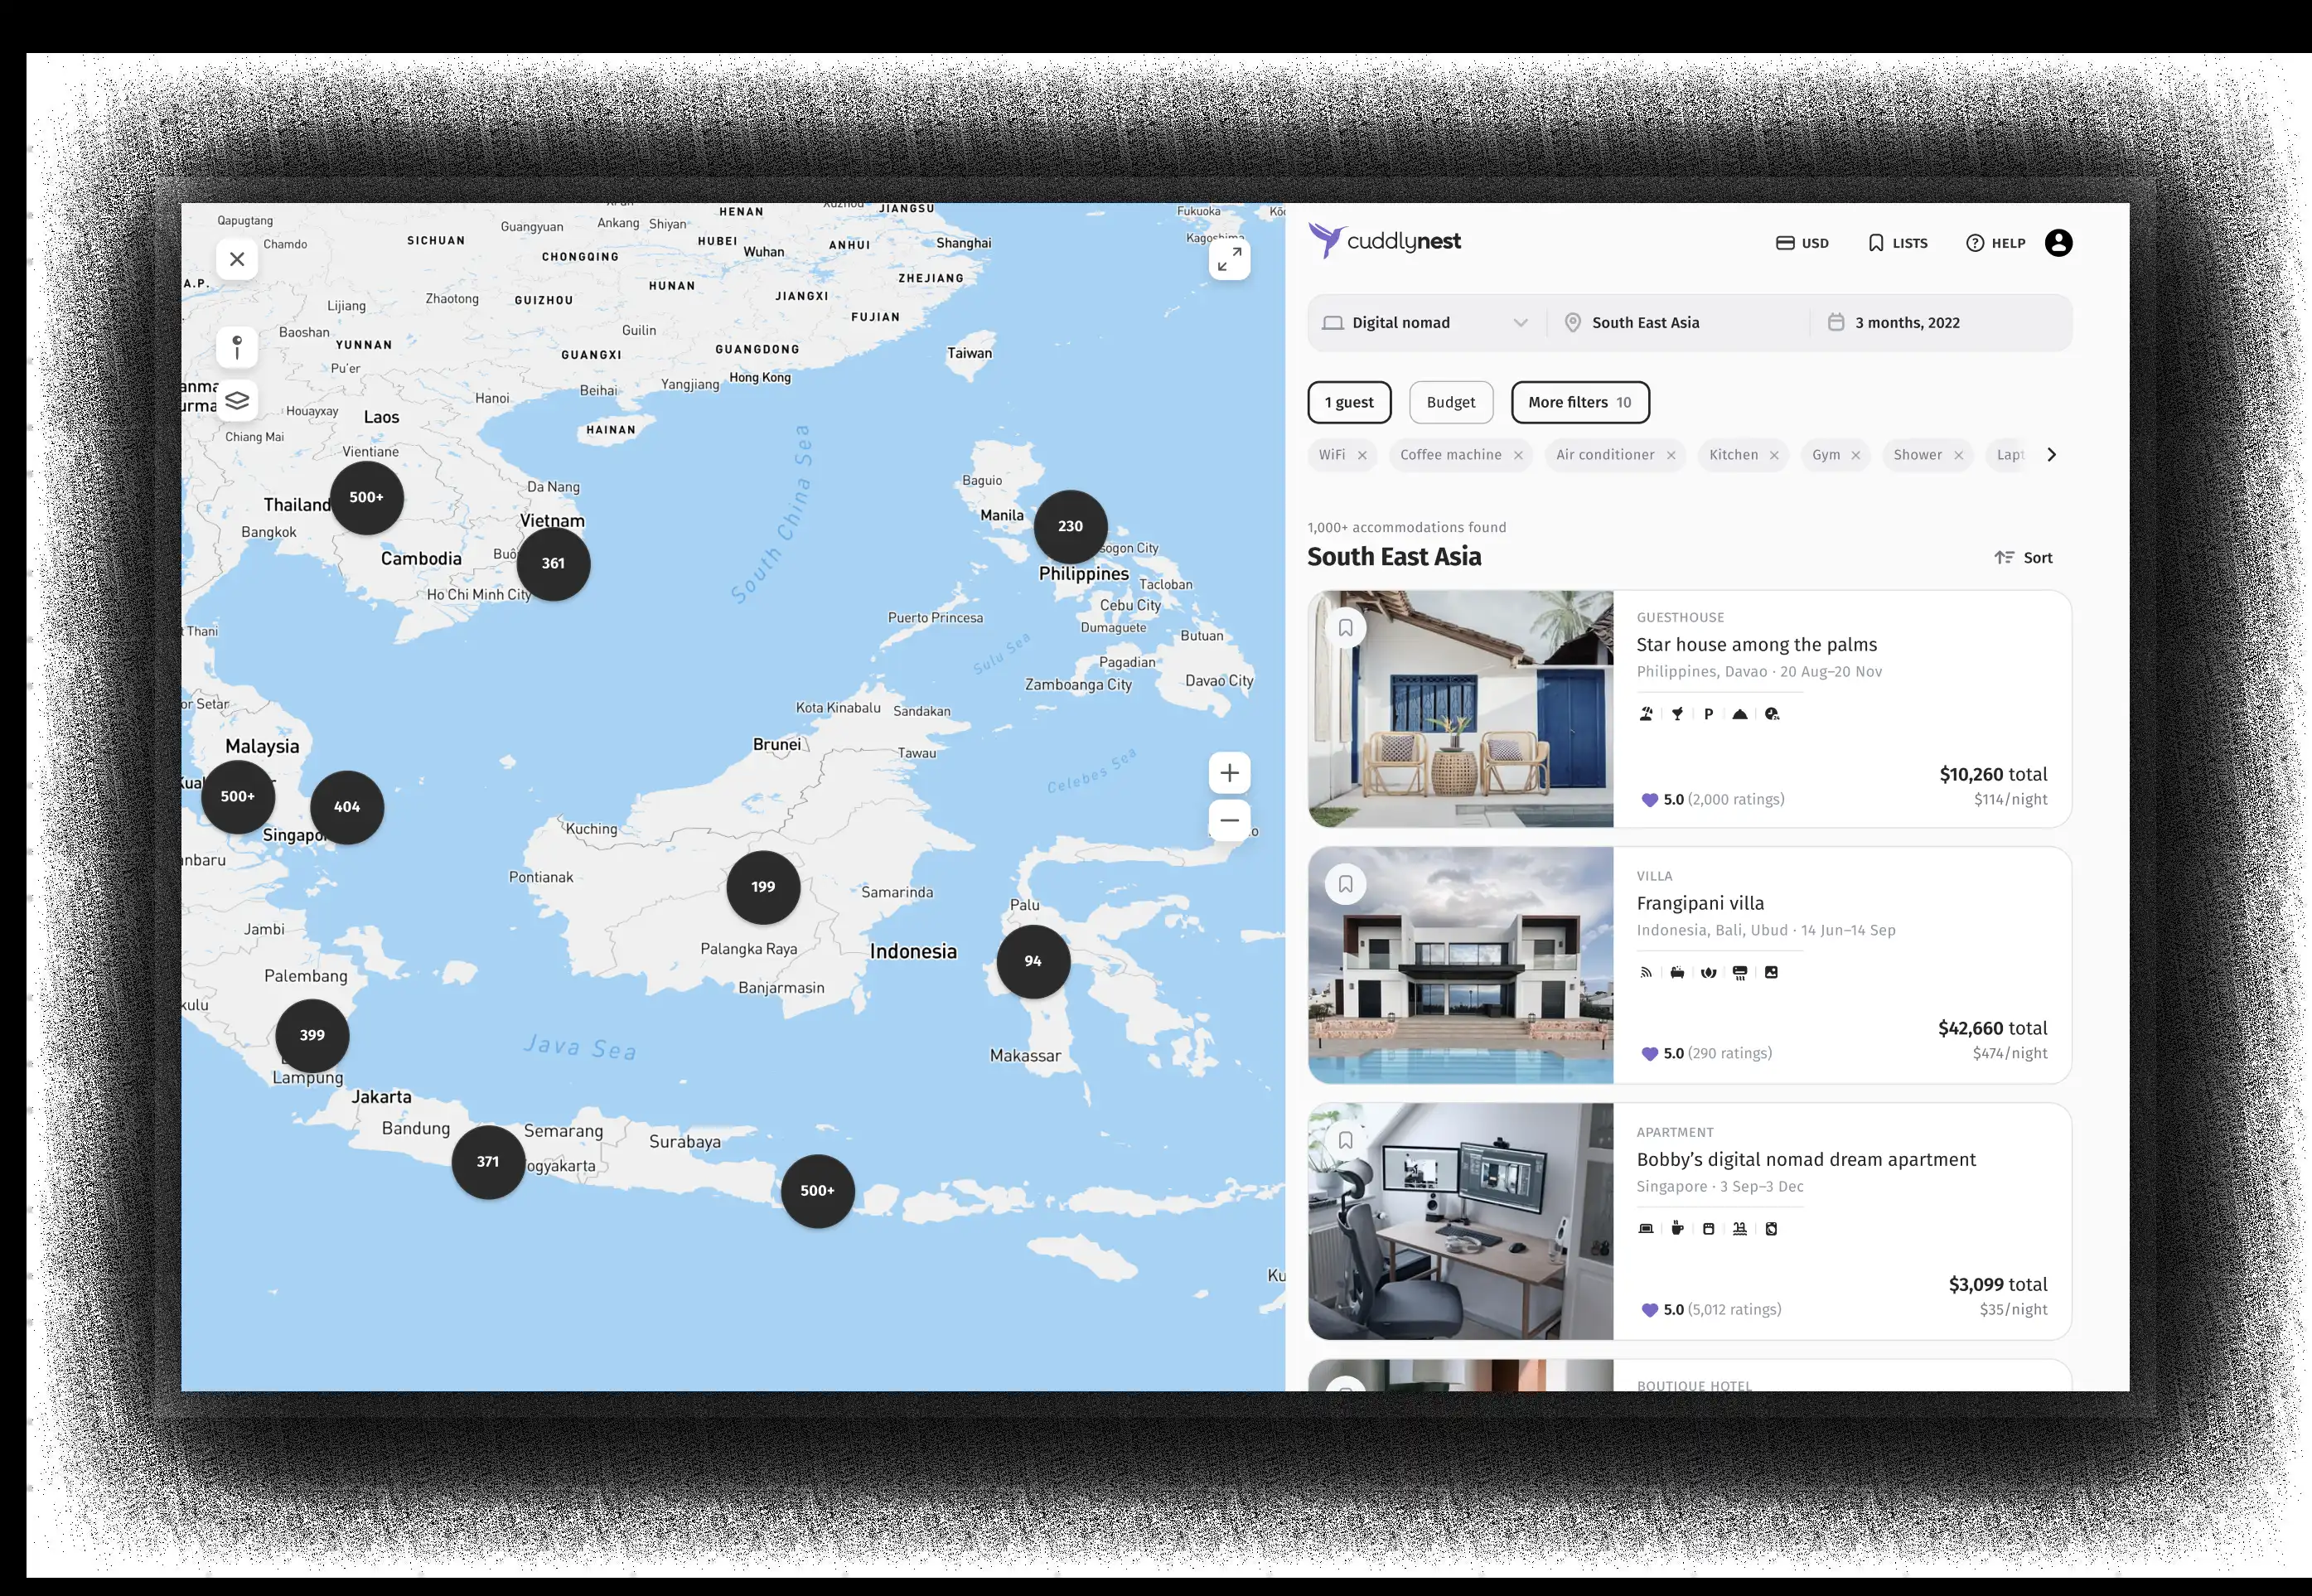 Qapugtang
Chamdo
SICHUAN
Guangyuan
Ankang
Shiyan
HENAN
JIANGSU
HUBEI
Wuhan
ANHUI
Shanghai
CHONGQING
ZHEJIANG
HUNAN
JIANGXI
Lijiang
Zhaotong
GUIZHOU
FUJIAN
Baoshan
YUNNAN
Guilin
Pu'er
GUANGXI
GUANGDONG
Taiwan
Beihai
Yangjiang
Hong Kong
Houayxay
Laos
Hanoi
HAINAN
Chiang Mai
Vientiane
500+
Thailand
Bangkok
Da Nang
Vietnam
361
Cambodia
Ho Chi Minh City
South China Sea
Baguio
Manila
230
Philippines
Tacloban
Cebu City
Puerto Princesa
Dumaguete
Butuan
Sulu Sea
Pagadian
Zamboanga City
Davao City
Kota Kinabalu
Sandakan
Brunei
Tawau
Celebes Sea
Malaysia
500+
404
Kuching
Pontianak
199
Samarinda
Palu
Jambi
Palangka Raya
Indonesia
94
Palembang
Banjarmasin
399
Java Sea
Makassar
Lampung
Jakarta
Bandung
Semarang
Surabaya
371
500+
Fukuoka
cuddlynest
USD
LISTS
HELP
Digital nomad
South East Asia
3 months, 2022
1 guest
Budget
More filters 10
WiFi
Coffee machine
Air conditioner
Kitchen
Gym
Shower
1,000+ accommodations found
South East Asia
Sort
GUESTHOUSE
Star house among the palms
Philippines, Davao · 20 Aug–20 Nov
P
$10,260 total
5.0 (2,000 ratings)
$114/night
VILLA
Frangipani villa
Indonesia, Bali, Ubud · 14 Jun–14 Sep
$42,660 total
5.0 (290 ratings)
$474/night
APARTMENT
Bobby's digital nomad dream apartment
Singapore · 3 Sep–3 Dec
$3,099 total
5.0 (5,012 ratings)
$35/night
BOUTIQUE HOTEL